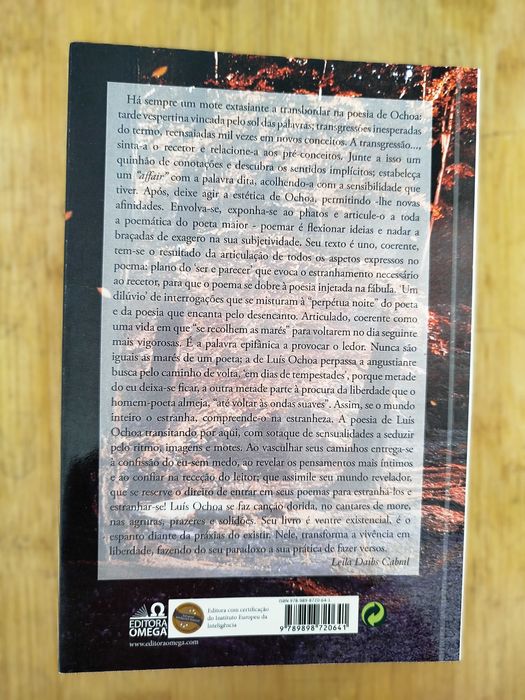 Há sempre um mote extasiante a transbordar na poesia de Ochoa:
tarde vespertina vincada pelo sol das palavras; transgressões inesperadas
do termo, reensaiadas mil vezes em novos conceitos. A transgressão...,
sinta-a o recetor e relacione-a aos pré-conceitos. Junte a isso um
quinhão de conotações e descubra os sentidos implícitos; estabeleça
um "affair" com a palavra dita, acolhendo-a com a sensibilidade que
tiver. Após, deixe agir a estética de Ochoa, permitindo -lhe novas
afinidades. Envolva-se, exponha-se ao phatos e articule-o a toda
a poemática do poeta maior - poemar é flexionar ideias e nadar a
braçadas de exagero na sua subjetividade. Seu texto é uno, coerente,
tem-se o resultado da articulação de todos os aspetos expressos no
poema: plano do 'ser e parecer' que evoca o estranhamento necessário
ao recetor, para que o poema se dobre à poesia injetada na fábula. 'Um
dilúvio' de interrogações que se misturam à "perpétua noite" do poeta
e da poesia que encanta pelo desencanto. Articulado, coerente como
uma vida em que "se recolhem as marés" para voltarem no dia seguinte
mais vigorosas. É a palavra epifânica a provocar o ledor. Nunca são
iguais as marés de um poeta; a de Luís Ochoa perpassa a angustiante
busca pelo caminho de volta, 'em dias de tempestades', porque metade
do eu deixa-se ficar, a outra metade parte à procura da liberdade que o
homem-poeta almeja, "até voltar às ondas suaves". Assim, se o mundo
inteiro o estranha, compreende-o na estranheza. A poesia de Luís
Ochoa transitando por aqui, com sotaque de sensualidades a seduzir
pelo ritmo, imagens e motes. Ao vasculhar seus caminhos entrega-se
à confissão do eu-sem medo, ao revelar os pensamentos mais íntimos
e ao confiar na receção do leitor; que assimile seu mundo revelador,
que se reserve o direito de entrar em seus poemas para estranhá-los e
estranhar-se! Luís Ochoa se faz canção dorida, no cantares de more,
nas agruras, prazeres e solidões. Seu livro é ventre existencial, é o
espanto diante da práxias do existir. Nele, transforma a vivência em
liberdade, fazendo do seu paradoxo a sua prática de fazer versos.
Leila Daibs Cabral
EDITORA
OMEGA
www.editoraomega.com
Editora com certificação
do Instituto Europeu da
Inteligência
ISBN 978-989-8720-64-1
9 789898 720641